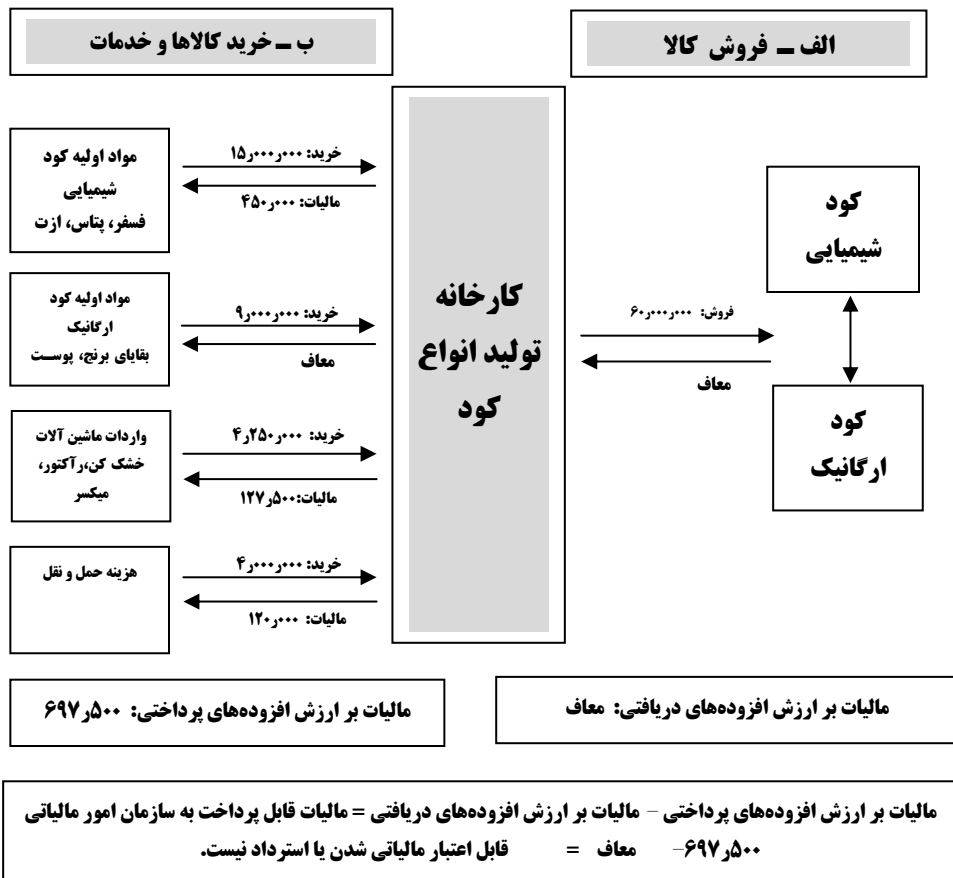 الف ــ فروش کالا
ب ــ خرید کالاها و خدمات
کود
شیمیایی
کود
ارگانیک
فروش: ۶۰٫۰۰۰٫۰۰۰
معاف
کارخانه
تولید انواع
کود
خرید: ۱۵٫۰۰۰٫۰۰۰
مالیات: ۴۵۰٫۰۰۰
مواد اولیه کود
شیمیایی
فسفر، پتاس، ازت
خرید: ۹٫۰۰۰٫۰۰۰
معاف
مواد اولیه کود
ارگانیک
بقایای برنج، پوســت
خرید: ۴٫۲۵۰٫۰۰۰
مالیات:۱۲۷٫۵۰۰
واردات ماشین آلات
خشک کن،رآکتور،
میکسر
خرید: ۴٫۰۰۰٫۰۰۰
مالیات: ۱۲۰٫۰۰۰
هزینه حمل و نقل
مالیات بر ارزش افزوده‌های دریافتی: معاف
مالیات بر ارزش افزوده‌های پرداختی: ۶۹۷٫۵۰۰
مالیات بر ارزش افزوده‌های پرداختی – مالیات بر ارزش افزوده‌های دریافتی = مالیات قابل پرداخت به سازمان امور مالیاتی
۶۹۷٫۵۰۰– معاف = قابل اعتبار مالیاتی شدن یا استرداد نیست.